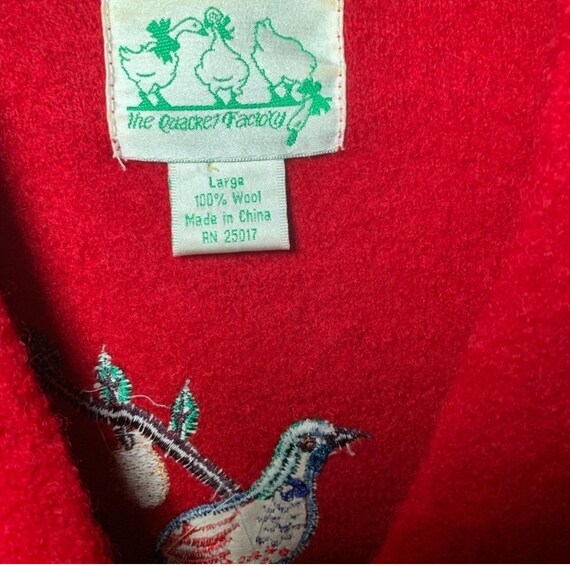 The Quacker Factory
Large
100% Wool
Made in China
RN 25017